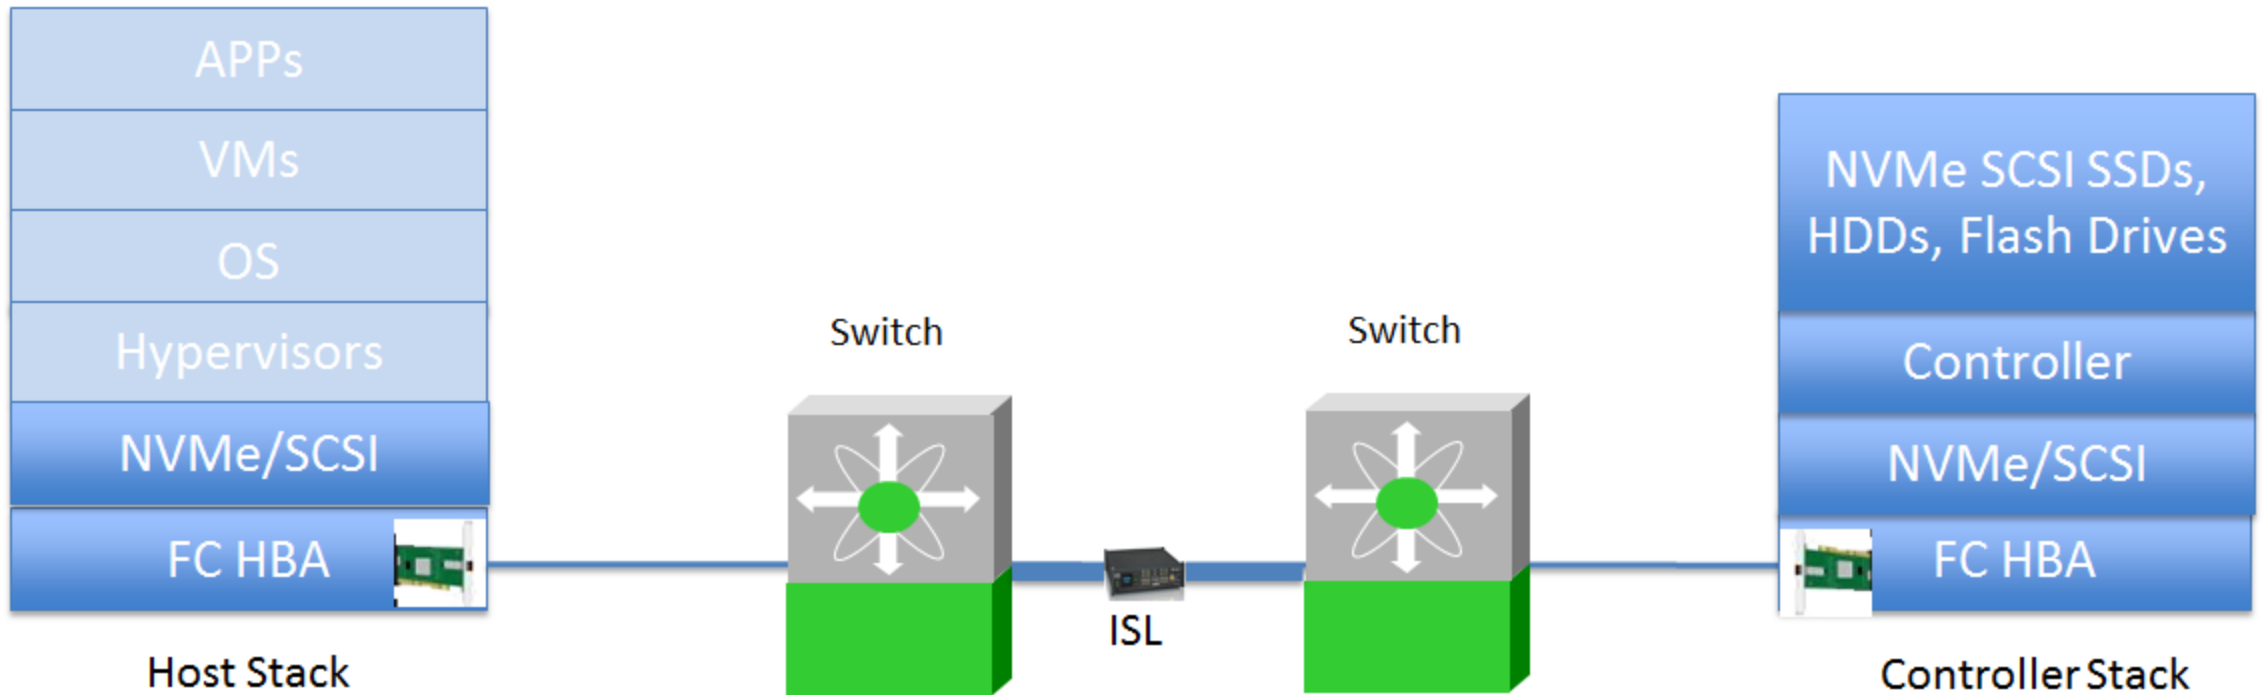 APPs
VMs
OS
Hypervisors
NVMe/SCSI
FC HBA
Host Stack
Switch
ISL
Switch
NVMe SCSI SSDs,
HDDs, Flash Drives
Controller
NVMe/SCSI
FC HBA
Controller Stack